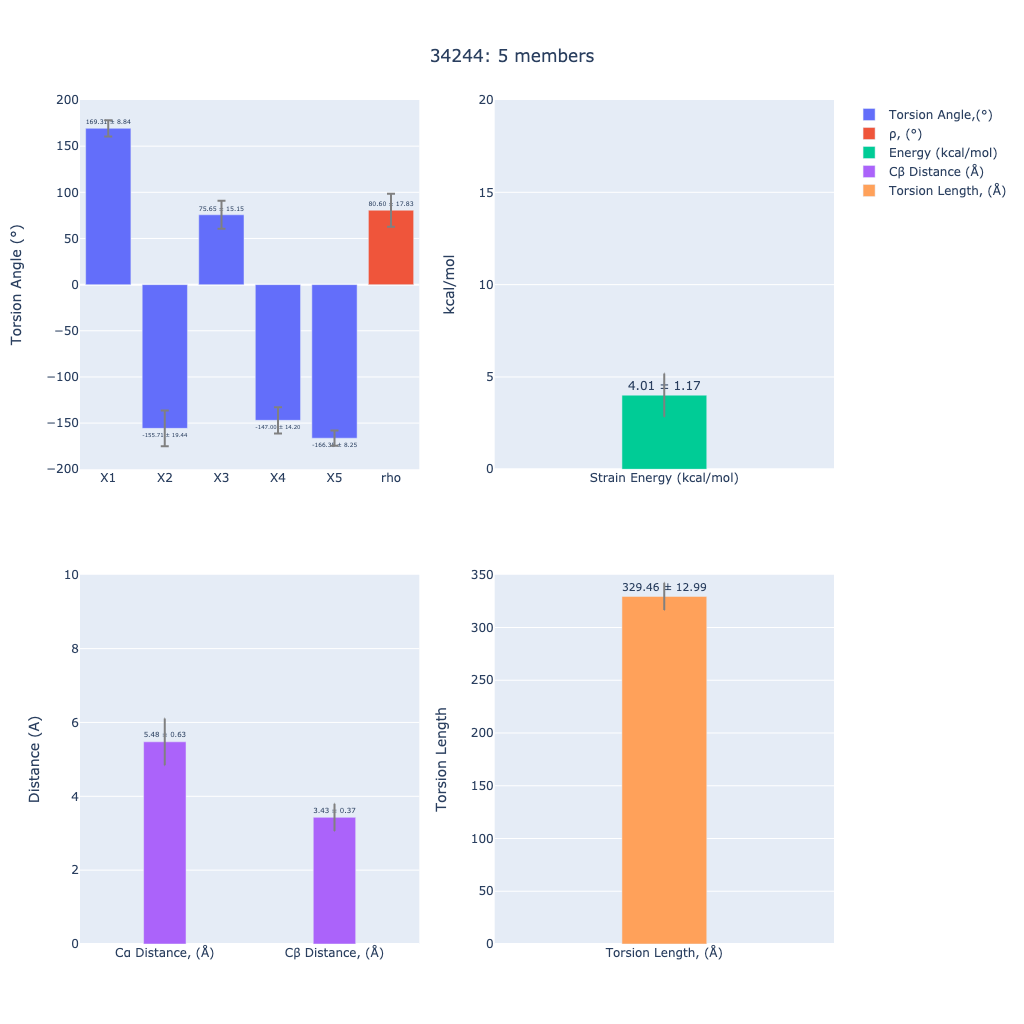 34244: 5 members
Torsion Angle (°)
200
150
100
50
0
−50
−100
−150
−200
169.31 ± 8.84
-155.71 ± 19.44
75.65 ± 15.15
-147.00 ± 14.20
± 8.25
80.60 ± 17.83
X1 X2 X3 X4 X5 rho
kcal/mol
20
15
10
5
0
4.01 ± 1.17
Strain Energy (kcal/mol)
Torsion Angle,(°)
ρ, (°)
Energy (kcal/mol)
Cβ Distance (Å)
Torsion Length, (Å)
Distance (A)
10
8
6
4
2
0
5.48 ± 0.63
3.43 ± 0.37
Cα Distance, (Å) Cβ Distance, (Å)
Torsion Length
350
300
250
200
150
100
50
0
329.46 ± 12.99
Torsion Length, (Å)